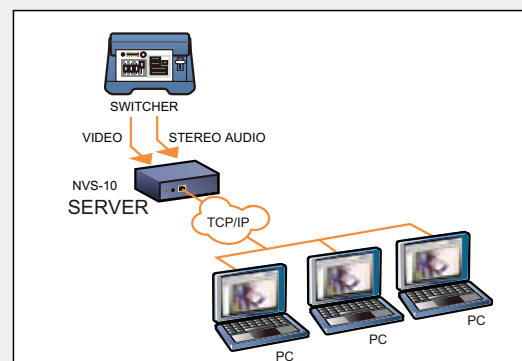 SWITCHER
VIDEO STEREO AUDIO
NVS-10
SERVER
TCP/IP
PC
PC
PC